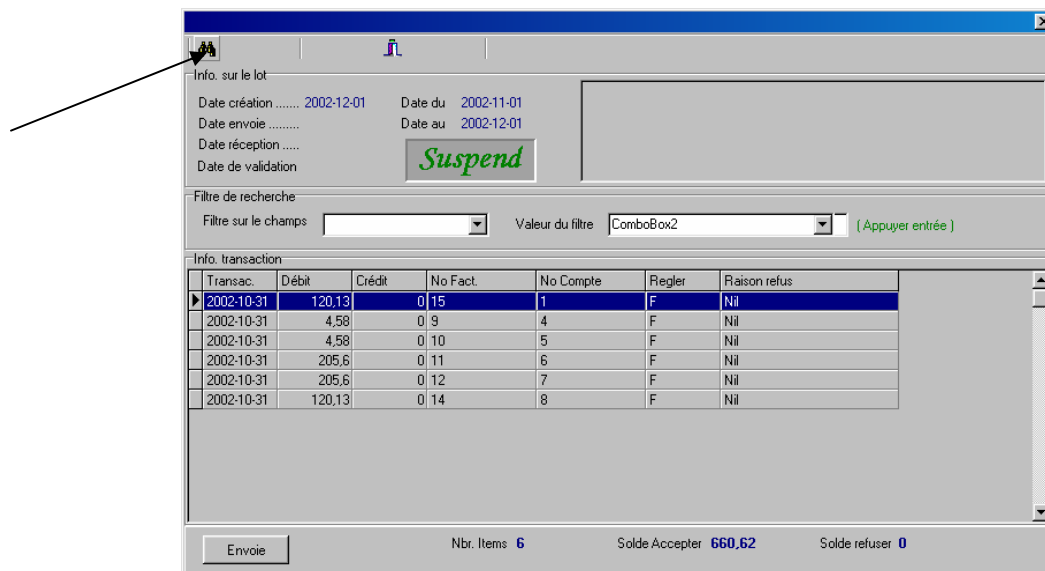 Info. sur le lot
Date création ....... 2002-12-01 Date du 2002-11-01
Date envoie ......... Date au 2002-12-01
Date réception .....
Date de validation
Suspend
Filtre de recherche
Filtre sur le champs Valeur du filtre ComboBox2 ( Appuyer entrée )
Info. transaction
Transac. Débit Crédit No Fact. No Compte Regler Raison refus
2002-10-31 120,13 0 15 1 F Nil
2002-10-31 4,58 0 9 4 F Nil
2002-10-31 4,58 0 10 5 F Nil
2002-10-31 205,6 0 11 6 F Nil
2002-10-31 205,6 0 12 7 F Nil
2002-10-31 120,13 0 14 8 F Nil
Envoie Nbr. Items 6 Solde Accepter 660,62 Solde refuser 0